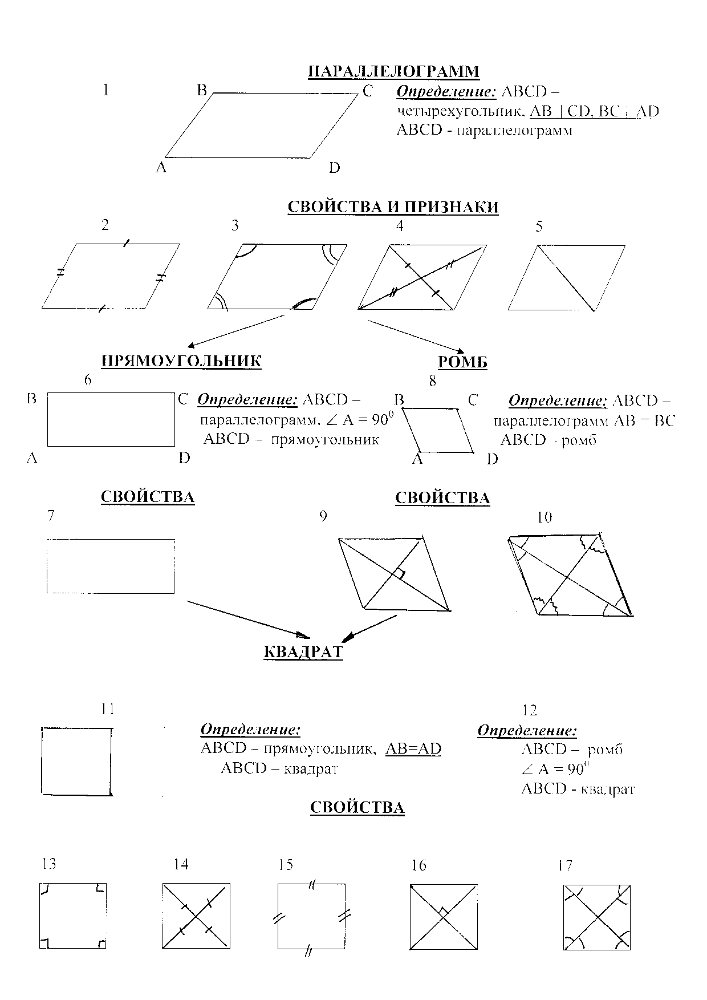 ПАРАЛЛЕЛОГРАММ
1
B
C
Определение: ABCD –
четырехугольник, AB || CD, BC || AD
ABCD - параллелограмм
A
D
СВОЙСТВА И ПРИЗНАКИ
2
3
4
5
ПРЯМОУГОЛЬНИК
РОМБ
6
8
B
C
Определение: ABCD –
параллелограмм, ∠ A = 90⁰
ABCD – прямоугольник
A
D
B
C
Определение: ABCD –
параллелограмм AB = BC
ABCD - ромб
A
D
СВОЙСТВА
СВОЙСТВА
7
9
10
КВАДРАТ
11
12
Определение:
ABCD – прямоугольник, AB=AD
ABCD – квадрат
Определение:
ABCD – ромб
∠ A = 90⁰
ABCD - квадрат
СВОЙСТВА
13
14
15
16
17